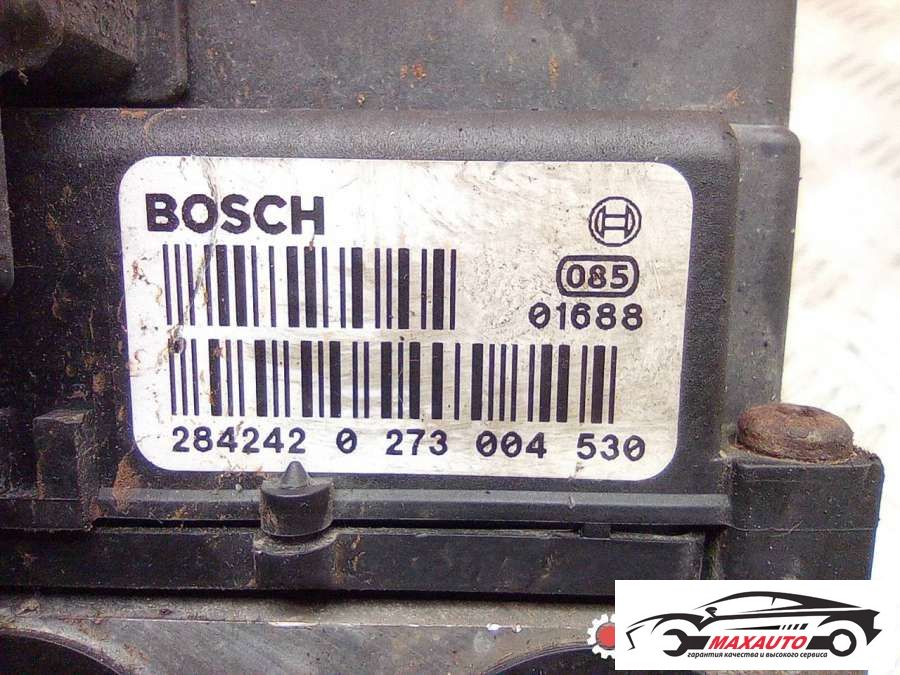 BOSCH
085
01688
284242 0 273 004 530
MAXAUTO
гарантия качества и высокого сервиса